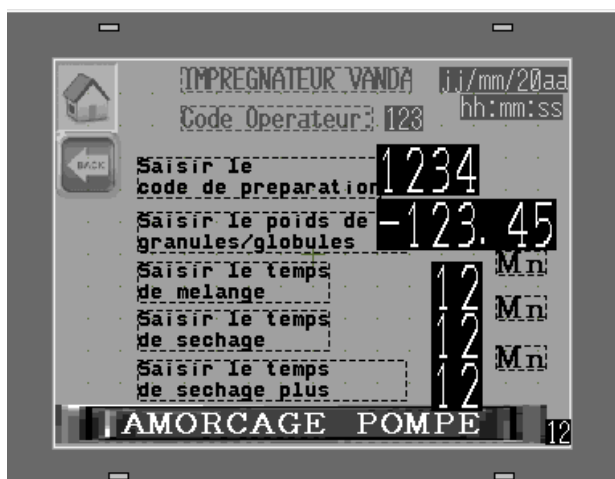 IMPREGNATEUR VANDA
jj/mm/20aa
hh:mm:ss
Code Operateur: 123
BACK
Saisir le
code de preparation
1234
Saisir le poids de
granules/globules
-123.45
Saisir le temps
de melange
12
Mn
Saisir le temps
de sechage
12
Mn
Saisir le temps
de sechage plus
12
Mn
AMORCAGE POMPE
12